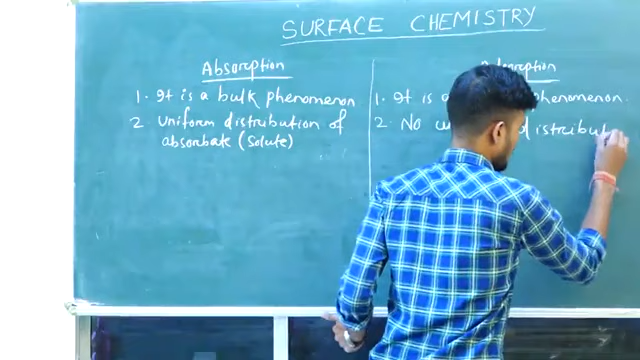 SURFACE CHEMISTRY
Absorption
1. It is a bulk phenomenon
2 Uniform distribution of
absorbate (Solute)
1. It is phenomenon.
2. No distribut